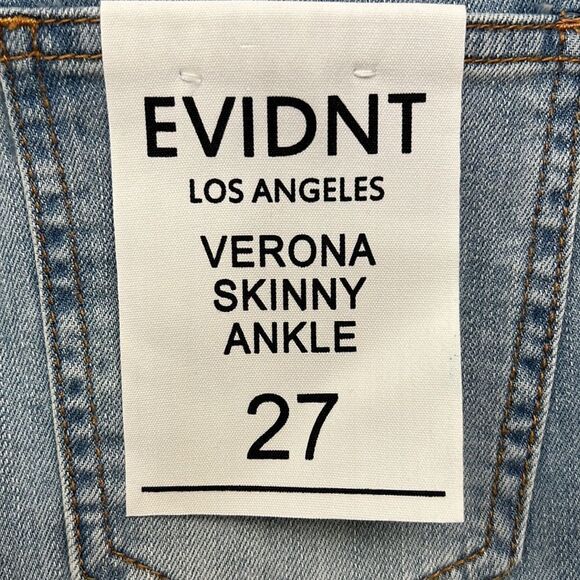 EVIDNT
LOS ANGELES
VERONA
SKINNY
ANKLE
27